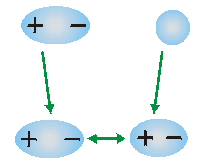 + −
+ − + −